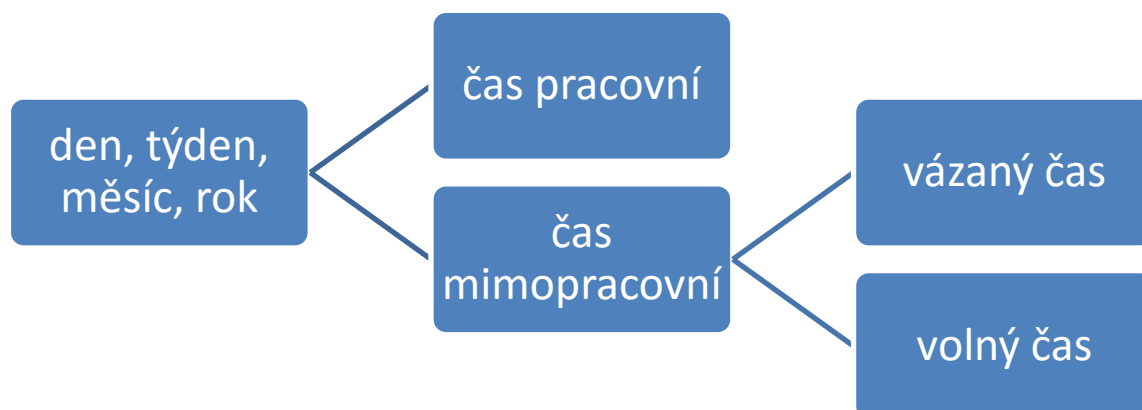 den, týden,
měsíc, rok
čas pracovní
čas
mimopracovní
vázaný čas
volný čas